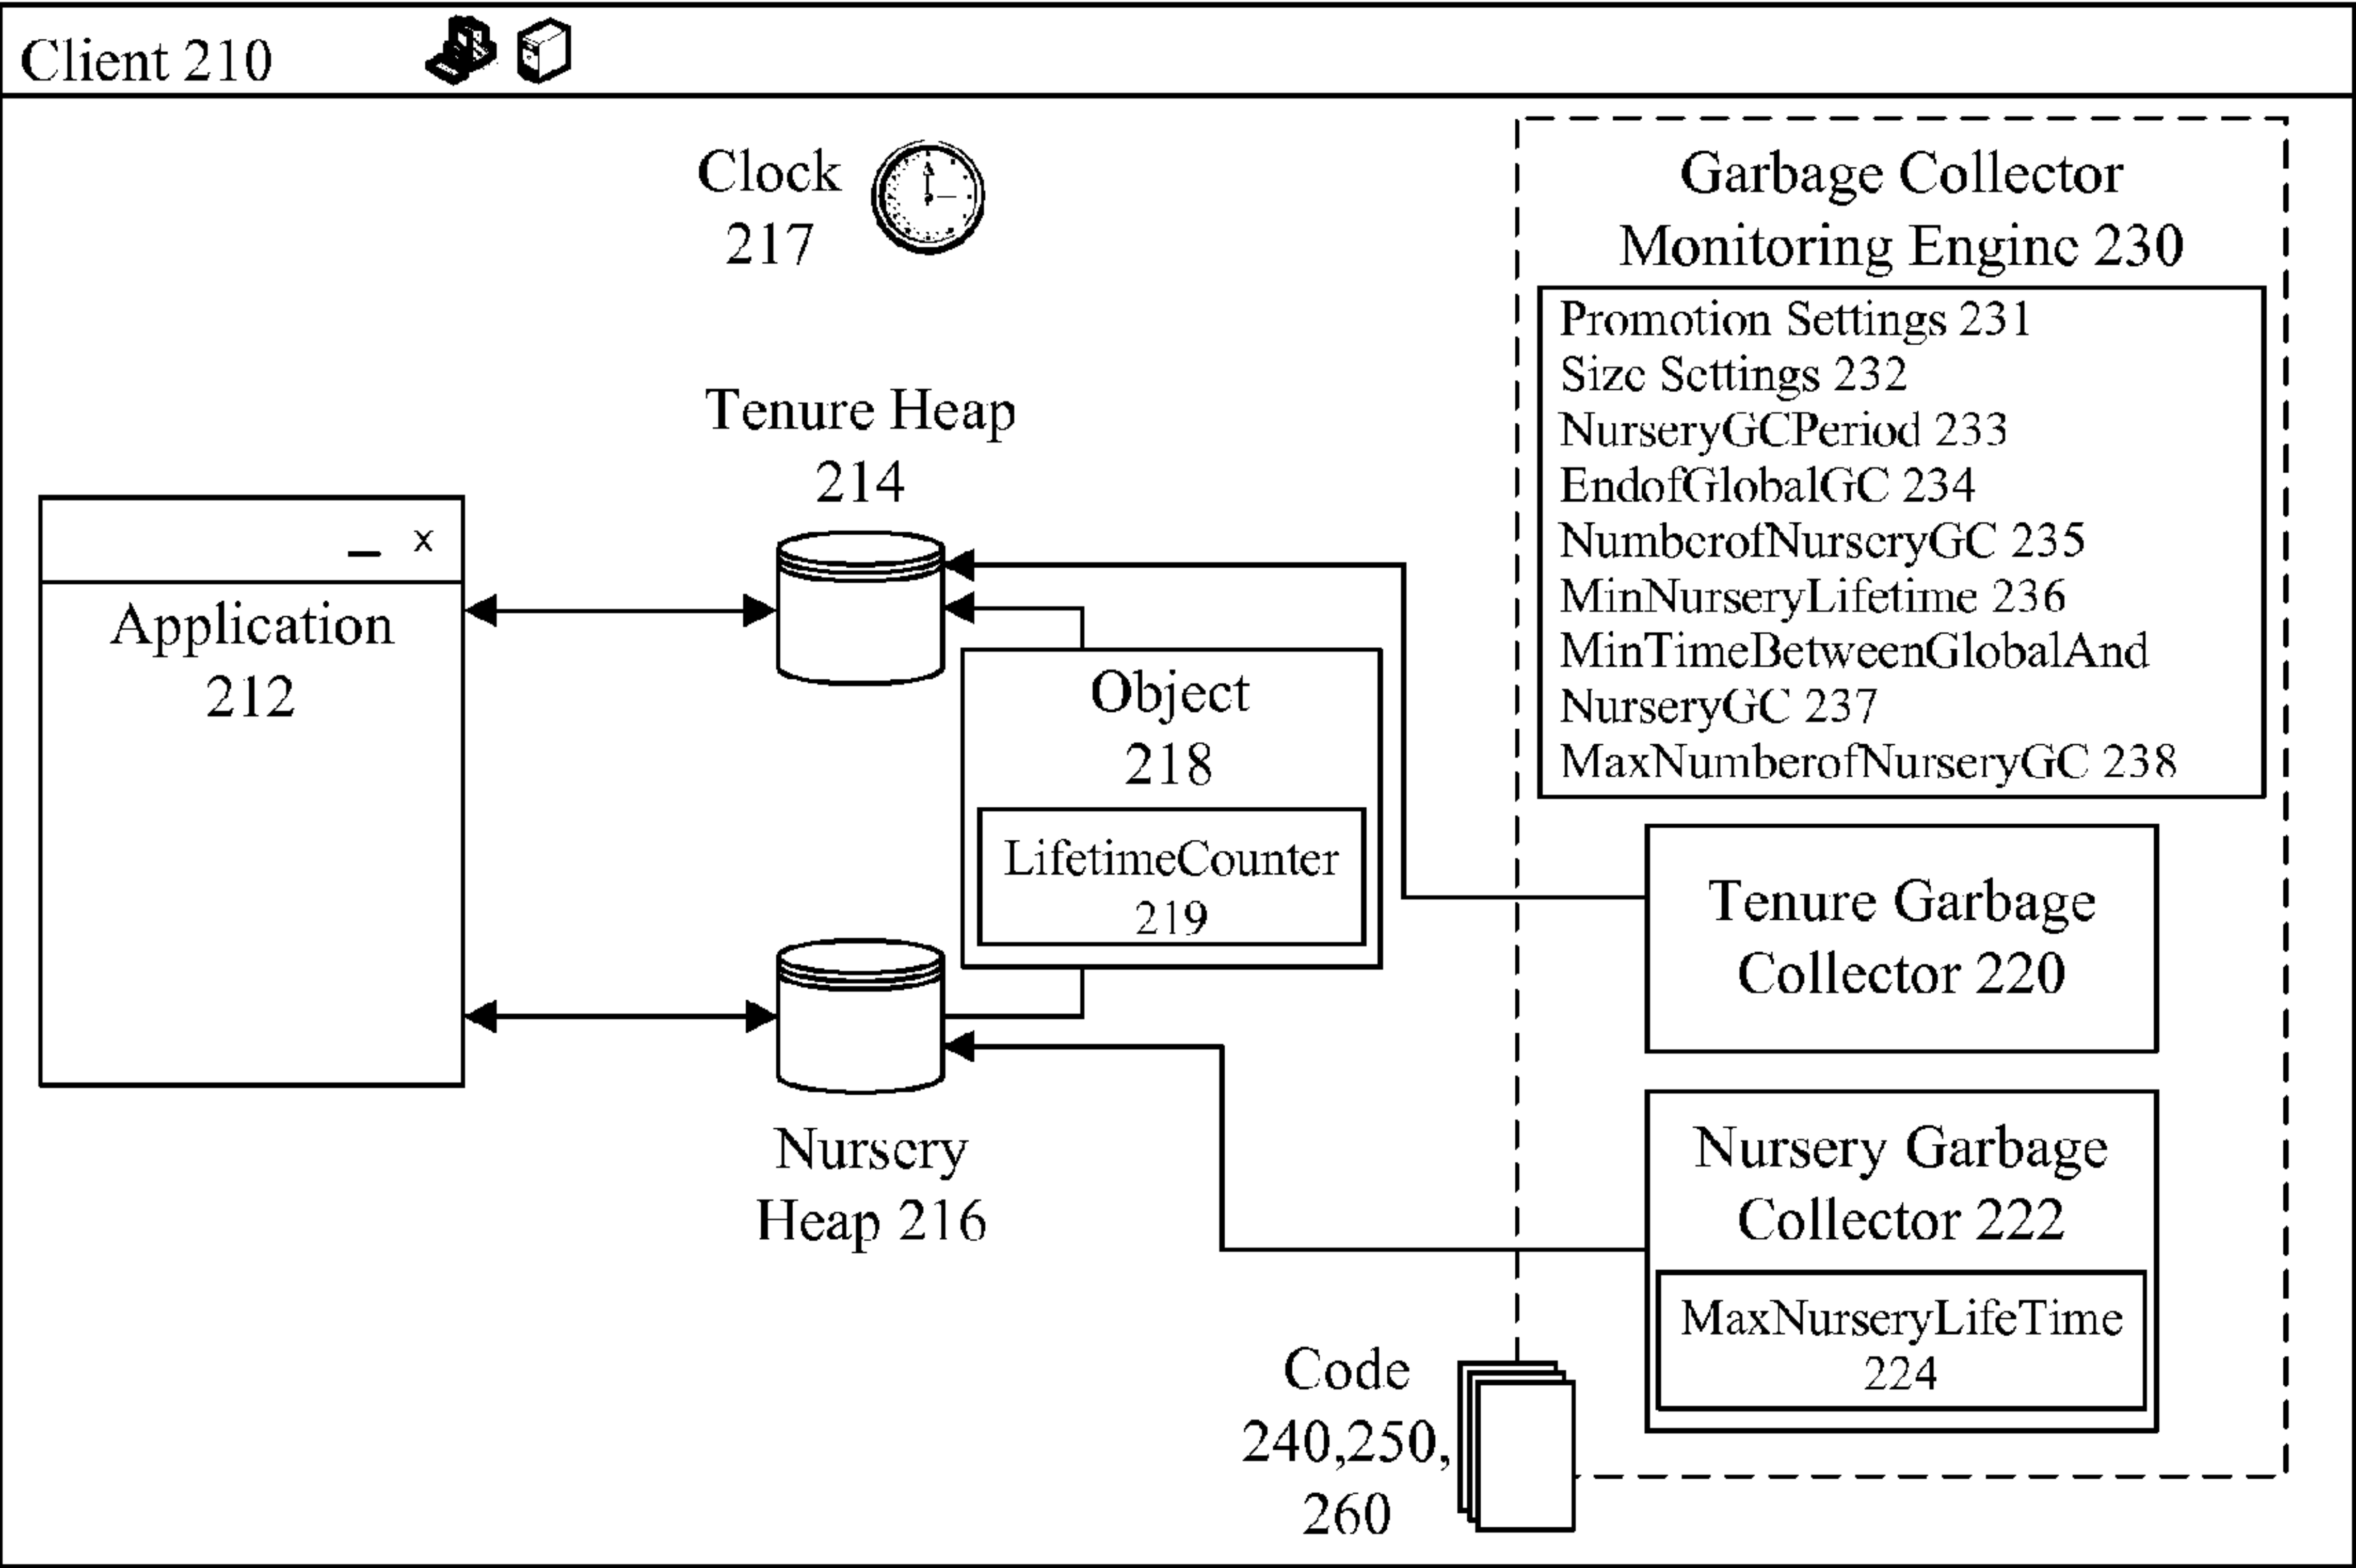 Client 210
Clock
217
Garbage Collector
Monitoring Engine 230
Promotion Settings 231
Size Settings 232
NurseryGCPeriod 233
EndofGlobalGC 234
NumberofNurseryGC 235
MinNurseryLifetime 236
MinTimeBetweenGlobalAnd
NurseryGC 237
MaxNumberofNurseryGC 238
Tenure Heap
214
x
Application
212
Object
218
LifetimeCounter
219
Tenure Garbage
Collector 220
Nursery
Heap 216
Nursery Garbage
Collector 222
MaxNurseryLifeTime
224
Code
240,250,
260